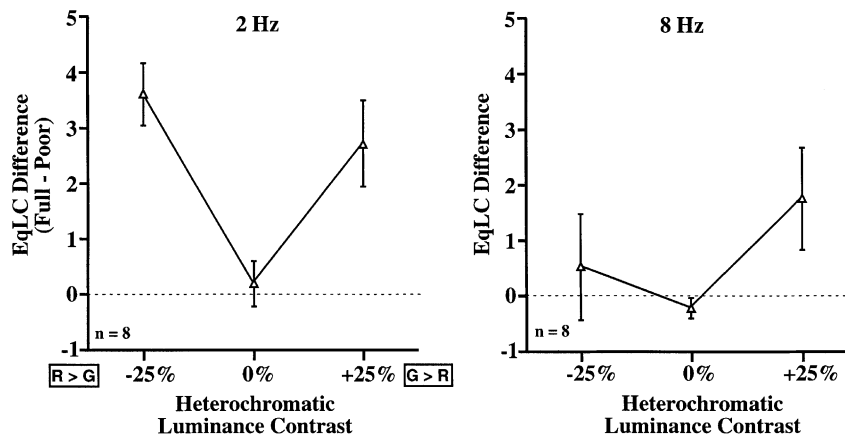 2 Hz
EqLC Difference
(Full - Poor)
5
4
3
2
1
0
-1
n = 8
R > G
-25%
0%
+25%
G > R
Heterochromatic
Luminance Contrast
8 Hz
EqLC Difference
5
4
3
2
1
0
-1
n = 8
-25%
0%
+25%
Heterochromatic
Luminance Contrast